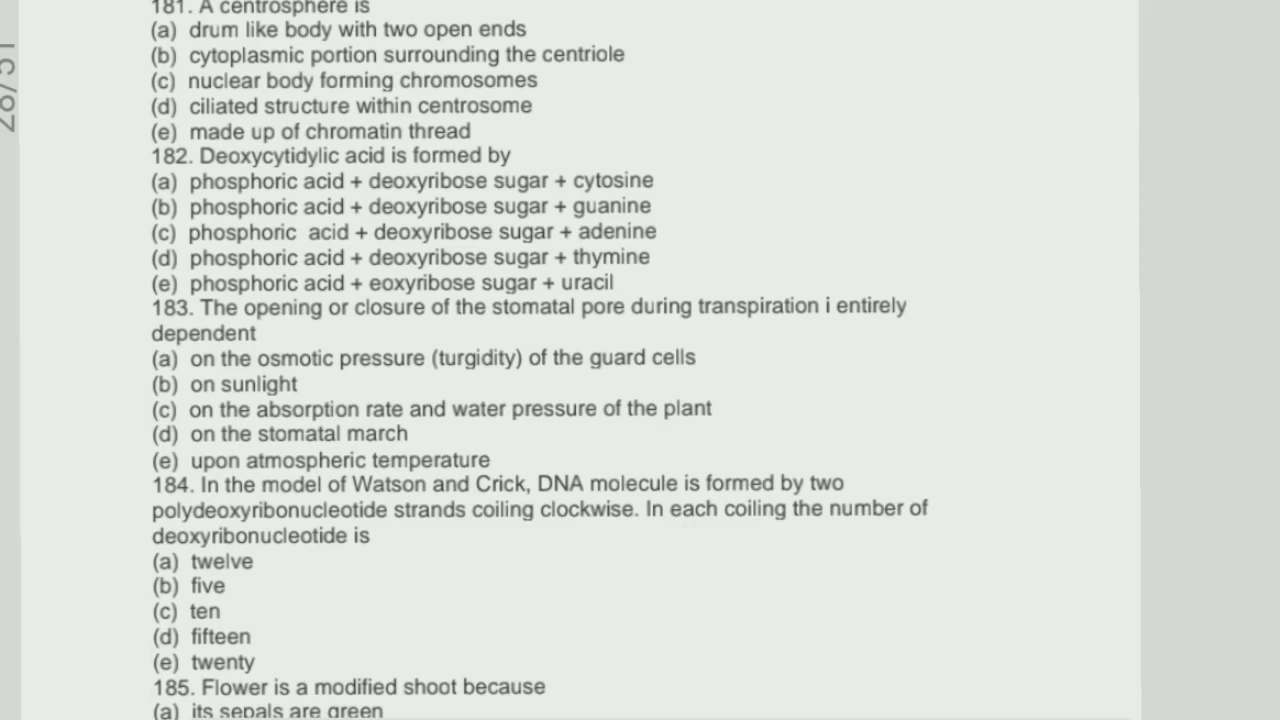 28/51
181. A centrosphere is
(a) drum like body with two open ends
(b) cytoplasmic portion surrounding the centriole
(c) nuclear body forming chromosomes
(d) ciliated structure within centrosome
(e) made up of chromatin thread
182. Deoxycytidylic acid is formed by
(a) phosphoric acid + deoxyribose sugar + cytosine
(b) phosphoric acid + deoxyribose sugar + guanine
(c) phosphoric acid + deoxyribose sugar + adenine
(d) phosphoric acid + deoxyribose sugar + thymine
(e) phosphoric acid + eoxyribose sugar + uracil
183. The opening or closure of the stomatal pore during transpiration i entirely
dependent
(a) on the osmotic pressure (turgidity) of the guard cells
(b) on sunlight
(c) on the absorption rate and water pressure of the plant
(d) on the stomatal march
(e) upon atmospheric temperature
184. In the model of Watson and Crick, DNA molecule is formed by two
polydeoxyribonucleotide strands coiling clockwise. In each coiling the number of
deoxyribonucleotide is
(a) twelve
(b) five
(c) ten
(d) fifteen
(e) twenty
185. Flower is a modified shoot because
(a) its sepals are green